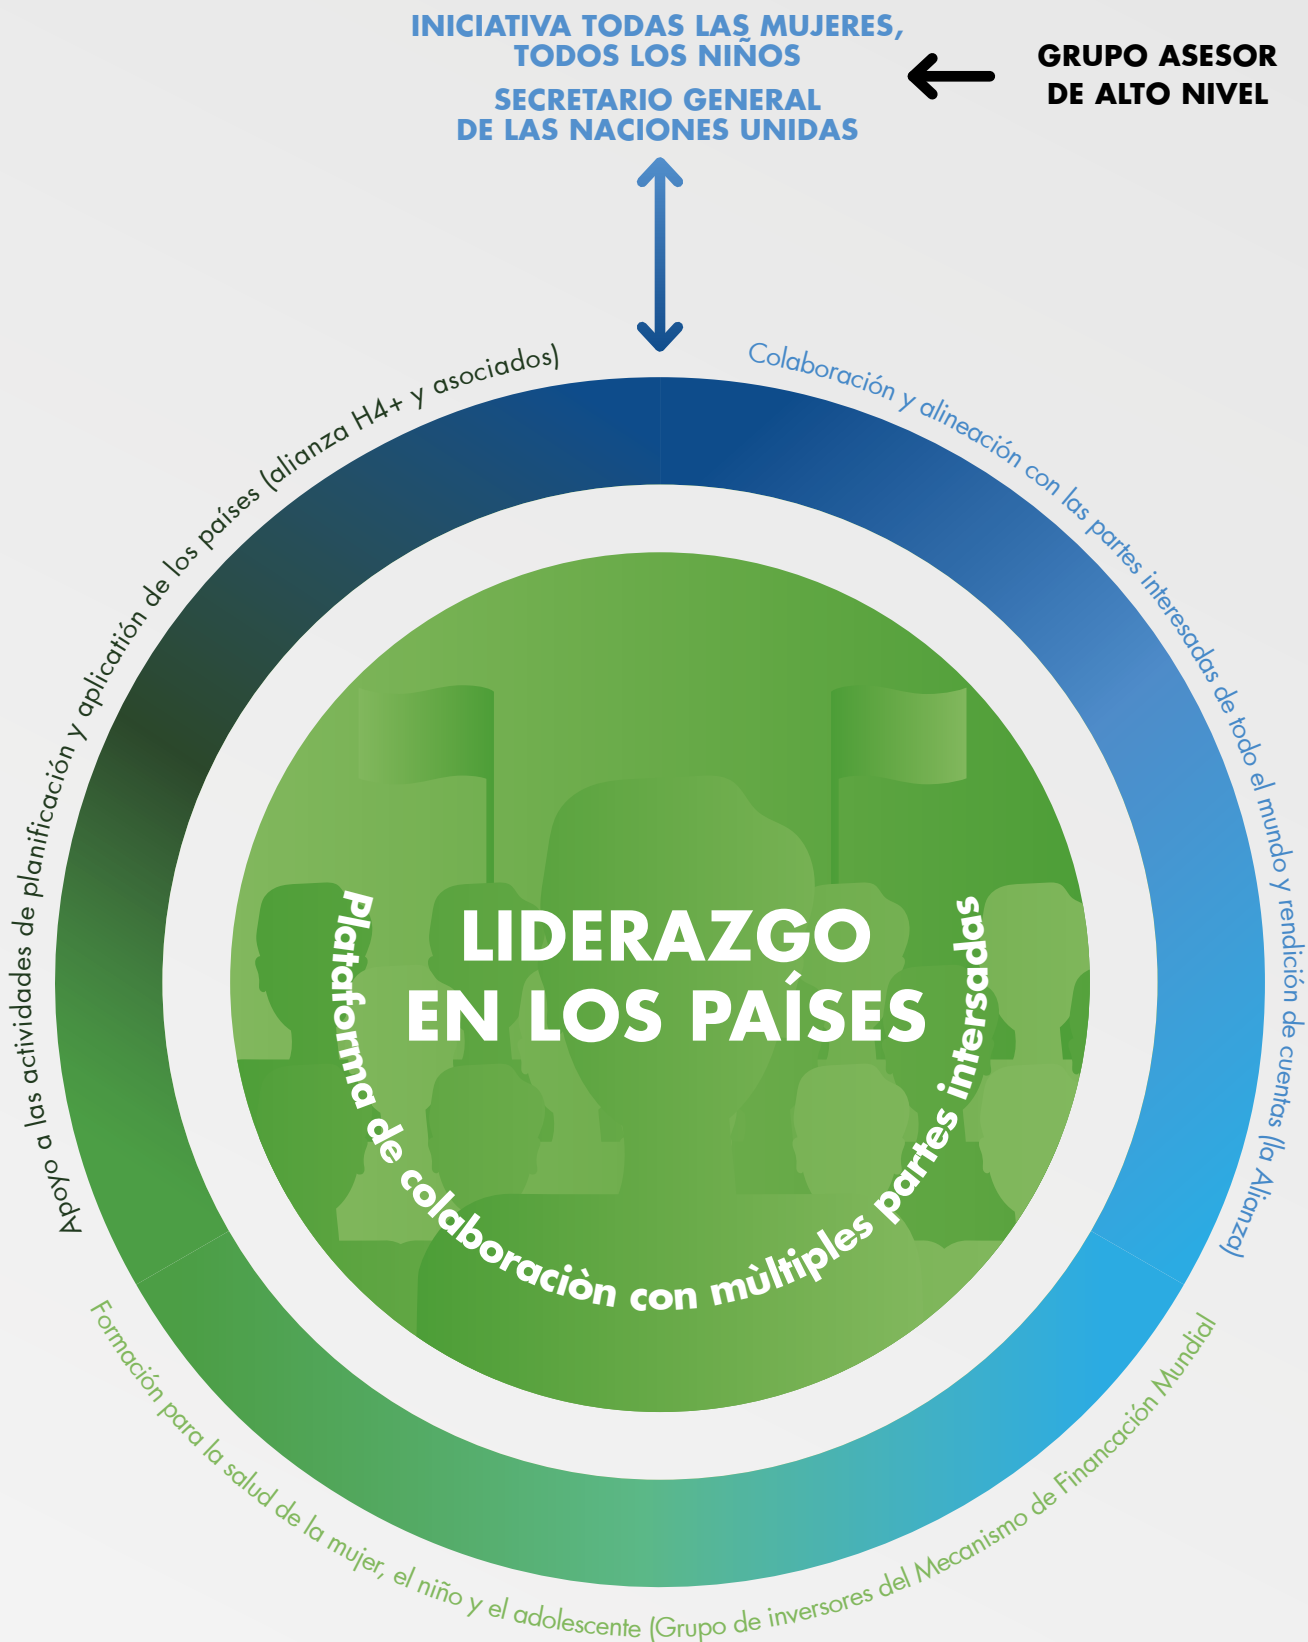 INICIATIVA TODAS LAS MUJERES,
TODOS LOS NIÑOS
SECRETARIO GENERAL
DE LAS NACIONES UNIDAS
GRUPO ASESOR
DE ALTO NIVEL
Apoyo a las actividades de planificación y aplicatión de los países (alianza H4+ y asociados)
Colaboración y alineación con las partes interesadas de todo el mundo y rendición de cuentas (la Alianza)
LIDERAZGO
EN LOS PAÍSES
Plataforma de colaboraciòn con mùltiples partes intersadas
Formación para la salud de la mujer, el niño y el adolescente (Grupo de inversores del Mecanismo de Financación Mundial